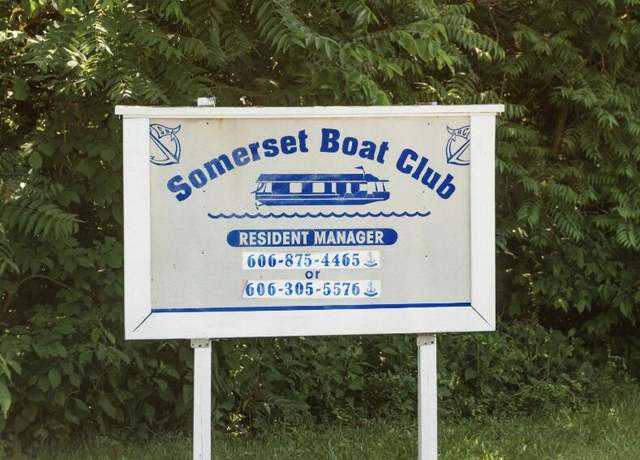 Somerset Boat Club
RESIDENT MANAGER
606-875-4465
or
606-305-5576